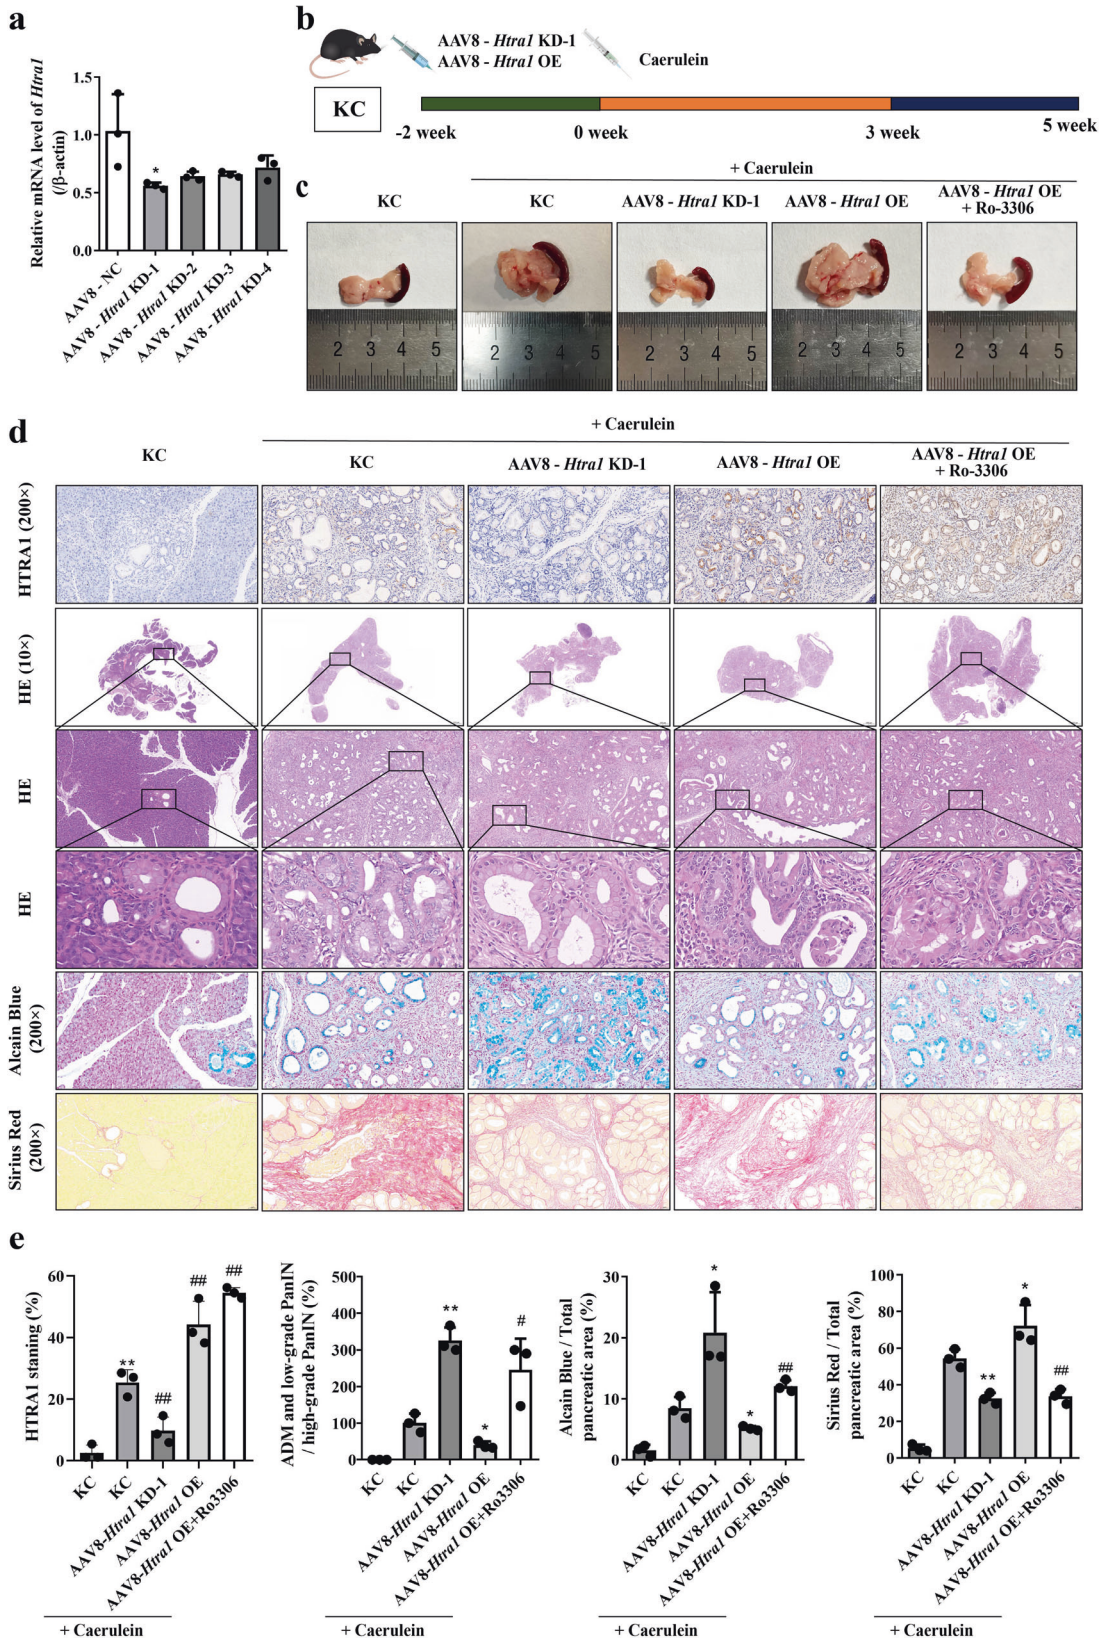 a
Relative mRNA level of Htra1
(/β-actin)
1.5
1.0
0.5
0.0
*
AAV8 - NC
AAV8 - Htra1 KD-1
AAV8 - Htra1 KD-2
AAV8 - Htra1 KD-3
AAV8 - Htra1 KD-4
b
AAV8 - Htra1 KD-1
AAV8 - Htra1 OE
Caerulein
KC
-2 week
0 week
3 week
5 week
c
+ Caerulein
KC
KC
AAV8 - Htra1 KD-1
AAV8 - Htra1 OE
AAV8 - Htra1 OE
+ Ro-3306
2 3 4 5
2 3 4 5
2 3 4 5
2 3 4 5
2 3 4 5
d
+ Caerulein
KC
KC
AAV8 - Htra1 KD-1
AAV8 - Htra1 OE
AAV8 - Htra1 OE
+ Ro-3306
HTRA1 (200×)
HE (10×)
HE
HE
Alcain Blue
(200×)
Sirius Red
(200×)
e
HTRA1 staning (%)
60
40
20
0
**
##
##
##
KC
KC
AAV8-Htra1 KD-1
AAV8-Htra1 OE
AAV8-Htra1 OE+Ro3306
+ Caerulein
ADM and low-grade PanIN
/ high-grade PanIN (%)
500
400
300
200
100
0
**
*
#
KC
KC
AAV8-Htra1 KD-1
AAV8-Htra1 OE
AAV8-Htra1 OE+Ro3306
+ Caerulein
Alcain Blue / Total
pancreatic area (%)
30
20
10
0
*
*
##
KC
KC
AAV8-Htra1 KD-1
AAV8-Htra1 OE
AAV8-Htra1 OE+Ro3306
+ Caerulein
Sirius Red / Total
pancreatic area (%)
100
80
60
40
20
0
**
*
##
KC
KC
AAV8-Htra1 KD-1
AAV8-Htra1 OE
AAV8-Htra1 OE+Ro3306
+ Caerulein